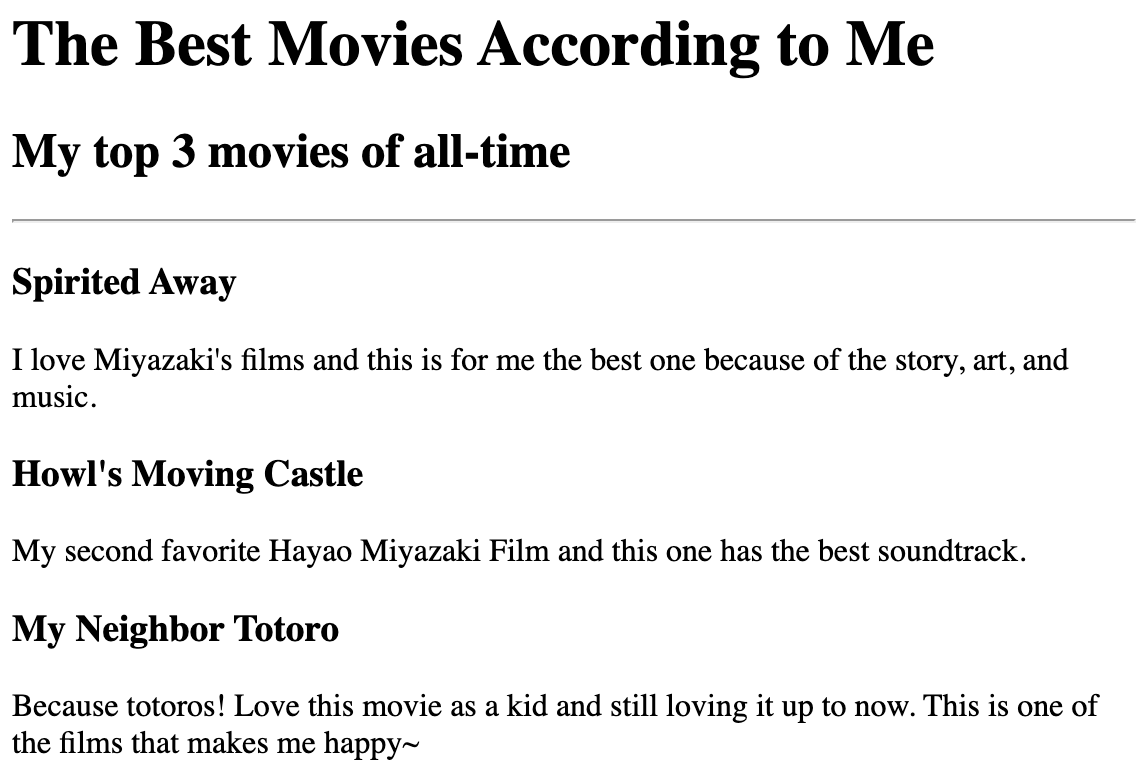 The Best Movies According to Me
My top 3 movies of all-time
Spirited Away
I love Miyazaki's films and this is for me the best one because of the story, art, and
music.
Howl's Moving Castle
My second favorite Hayao Miyazaki Film and this one has the best soundtrack.
My Neighbor Totoro
Because totoros! Love this movie as a kid and still loving it up to now. This is one of
the films that makes me happy~